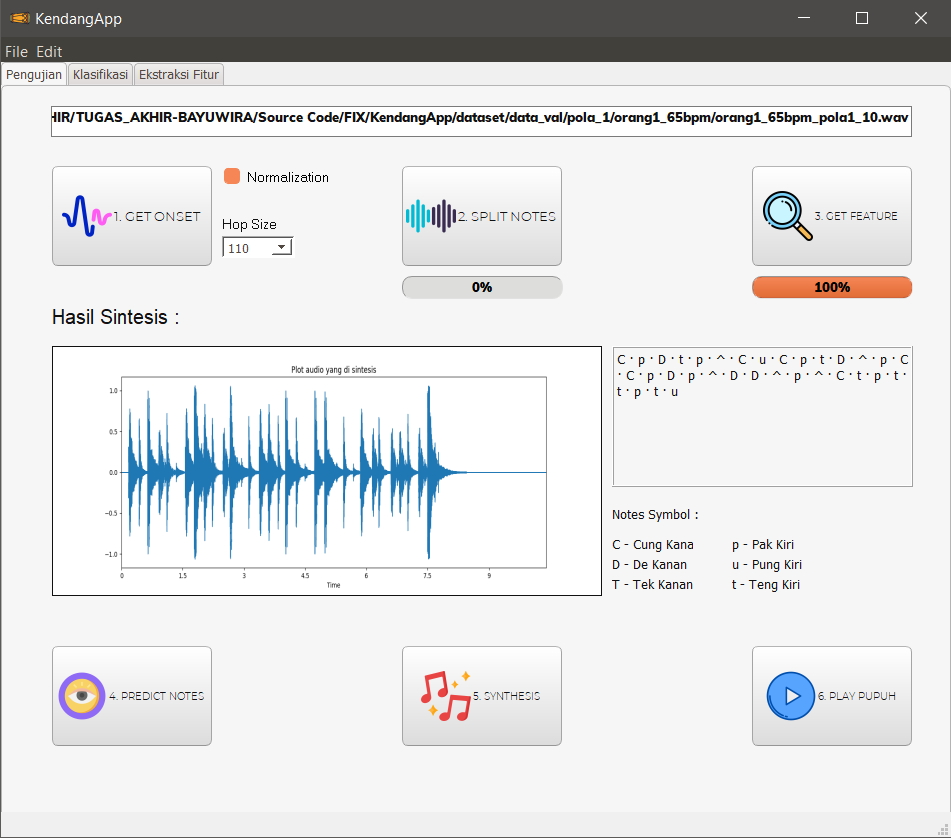 KendangApp
File Edit
Pengujian Klasifikasi Ekstraksi Fitur
HIR/TUGAS_AKHIR-BAYUWIRA/Source Code/FIX/KendangApp/dataset/data_val/pola_1/orang1_65bpm/orang1_65bpm_pola1_10.wav
1. GET ONSET
Normalization
Hop Size
110
2. SPLIT NOTES
3. GET FEATURE
0%
100%
Hasil Sintesis :
Plot audio yang di sintesis
1.0
0.5
0.0
−0.5
−1.0
0 1.5 3 4.5 6 7.5 9
Time
C · p · D · t · p · ^ · C · u · C · p · t · D · ^ · p · C
· C · p · D · p · ^ · D · D · ^ · p · ^ · C · t · p · t ·
t · p · t · u
Notes Symbol :
C - Cung Kana p - Pak Kiri
D - De Kanan u - Pung Kiri
T - Tek Kanan t - Teng Kiri
4. PREDICT NOTES
5. SYNTHESIS
6. PLAY PUPUH